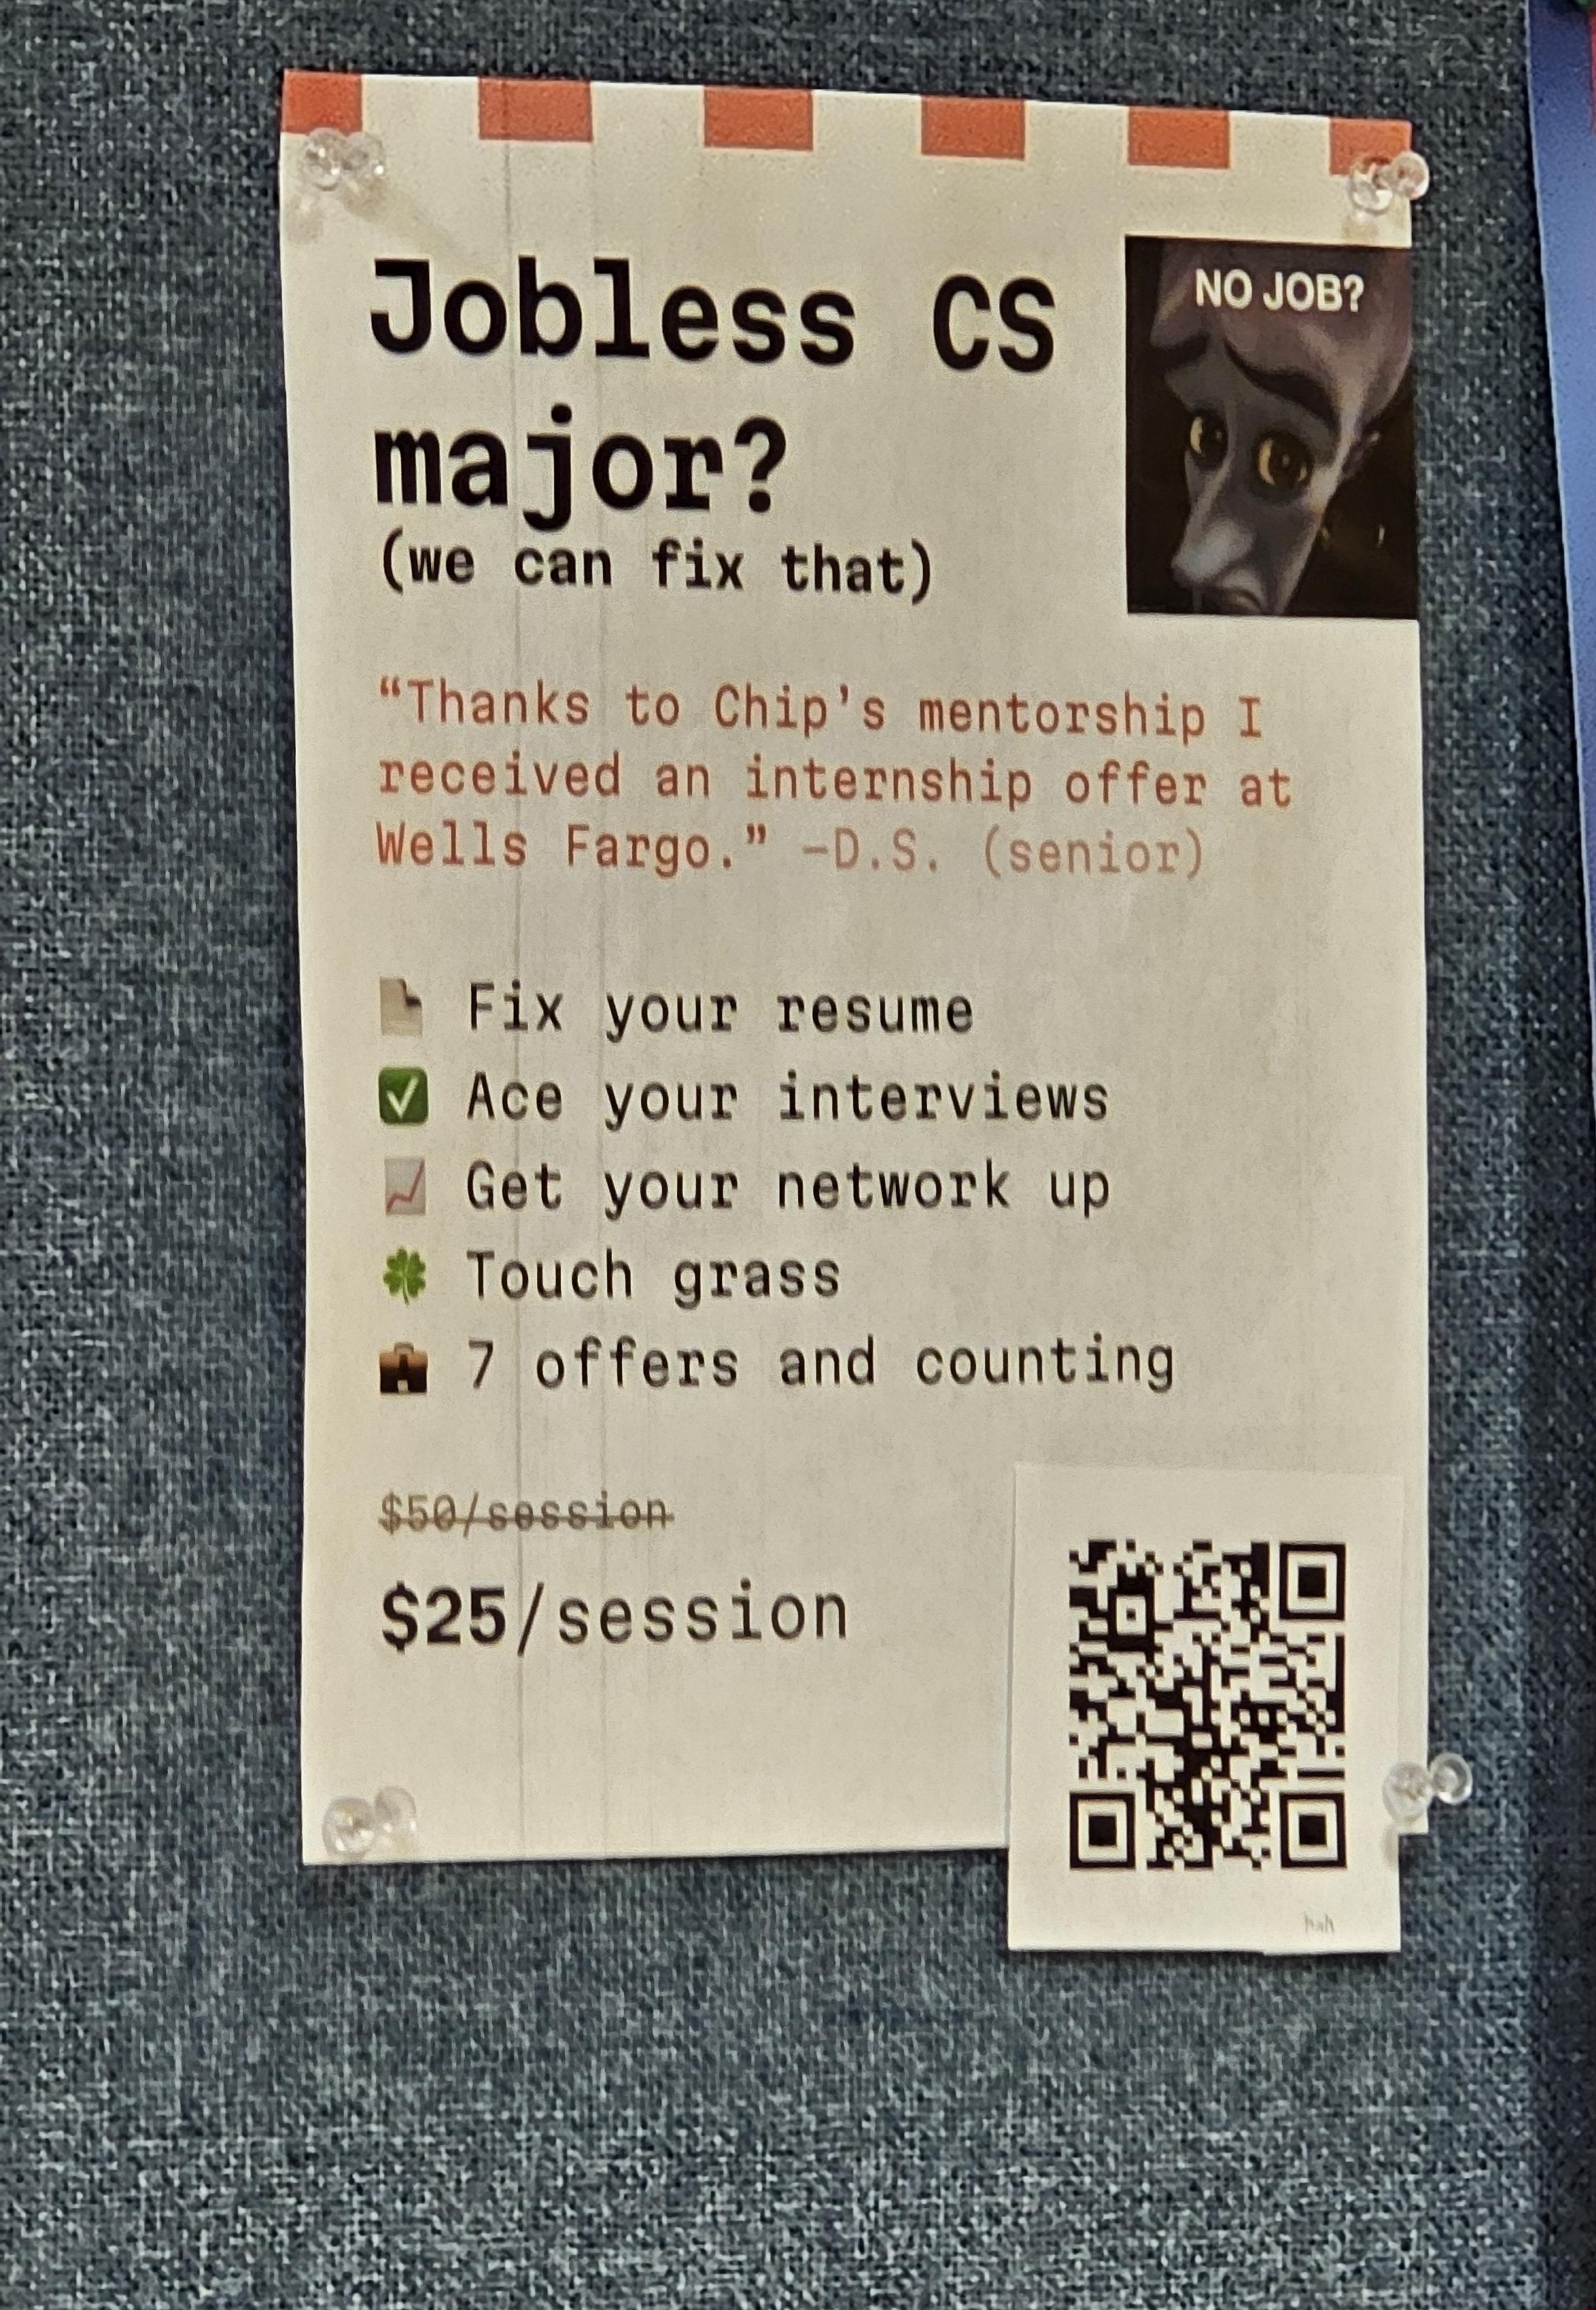 Jobless CS
major?
(we can fix that)
NO JOB?
“Thanks to Chip's mentorship I
received an internship offer at
Wells Fargo.” –D.S. (senior)
Fix your resume
Ace your interviews
Get your network up
Touch grass
7 offers and counting
$50/session
$25/session